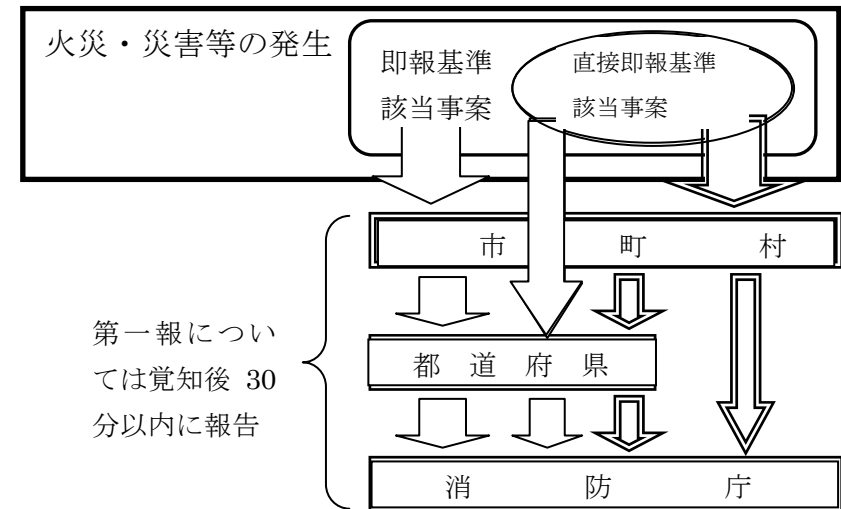 火災・災害等の発生
即報基準
該当事案
直接即報基準
該当事案
市 町 村
第一報につい
ては覚知後 30
分以内に報告
都 道 府 県
消 防 庁